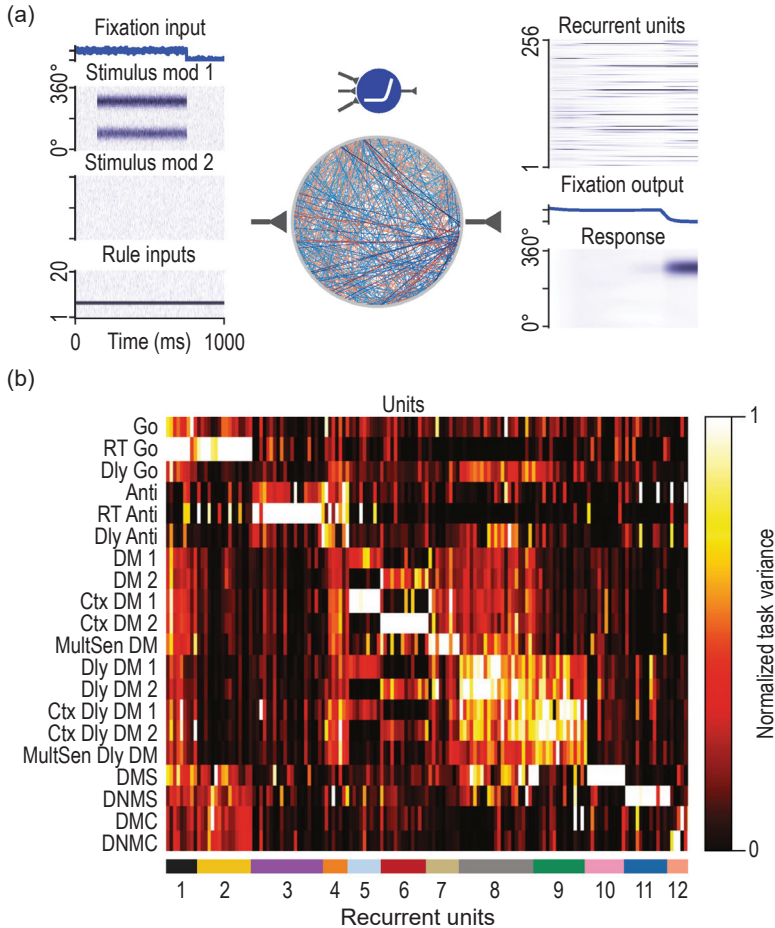 (a)
Fixation input
Stimulus mod 1
360°
0°
Stimulus mod 2
Rule inputs
20
1
0 Time (ms) 1000
Recurrent units
256
1
Fixation output
Response
360°
0°
(b)
Units
Go
RT Go
Dly Go
Anti
RT Anti
Dly Anti
DM 1
DM 2
Ctx DM 1
Ctx DM 2
MultSen DM
Dly DM 1
Dly DM 2
Ctx Dly DM 1
Ctx Dly DM 2
MultSen Dly DM
DMS
DNMS
DMC
DNMC
1 2 3 4 5 6 7 8 9 10 11 12
Recurrent units
1
Normalized task variance
0